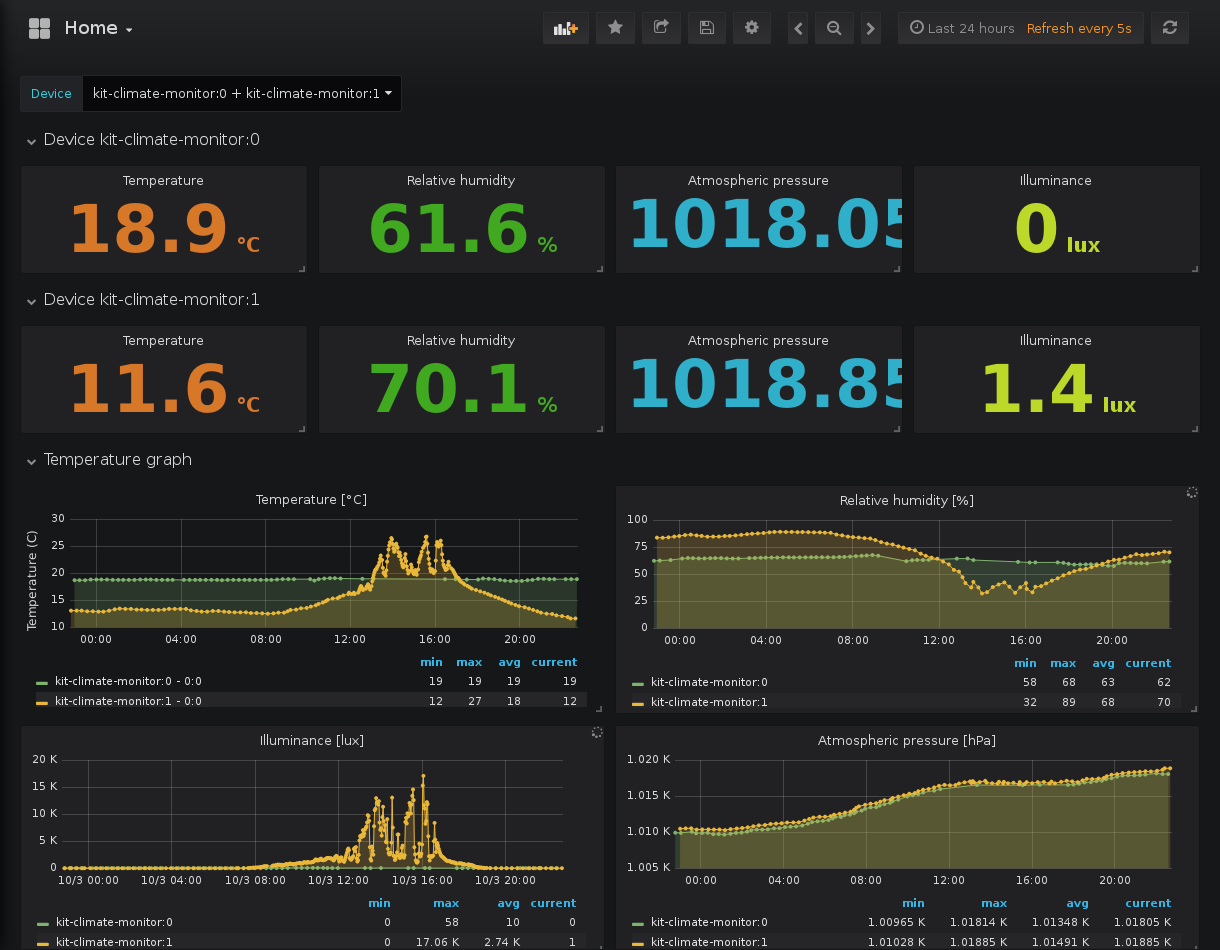 Home
Last 24 hours Refresh every 5s
Device kit-climate-monitor:0 + kit-climate-monitor:1
Device kit-climate-monitor:0
Temperature Relative humidity Atmospheric pressure Illuminance
18.9 °C 61.6 % 1018.05 0 lux
Device kit-climate-monitor:1
Temperature Relative humidity Atmospheric pressure Illuminance
11.6 °C 70.1 % 1018.85 1.4 lux
Temperature graph
Temperature [°C]
Temperature (C)
30
25
20
15
10
00:00 04:00 08:00 12:00 16:00 20:00
min max avg current
kit-climate-monitor:0 - 0:0 19 19 19 19
kit-climate-monitor:1 - 0:0 12 27 18 12
Relative humidity [%]
100
75
50
25
0
00:00 04:00 08:00 12:00 16:00 20:00
min max avg current
kit-climate-monitor:0 58 68 63 62
kit-climate-monitor:1 32 89 68 70
Illuminance [lux]
20 K
15 K
10 K
5 K
0
10/3 00:00 10/3 04:00 10/3 08:00 10/3 12:00 10/3 16:00 10/3 20:00
min max avg current
kit-climate-monitor:0 0 58 10 0
kit-climate-monitor:1 0 17.06 K 2.74 K 1
Atmospheric pressure [hPa]
1.020 K
1.015 K
1.010 K
1.005 K
00:00 04:00 08:00 12:00 16:00 20:00
min max avg current
kit-climate-monitor:0 1.00965 K 1.01814 K 1.01348 K 1.01805 K
kit-climate-monitor:1 1.01028 K 1.01885 K 1.01491 K 1.01885 K